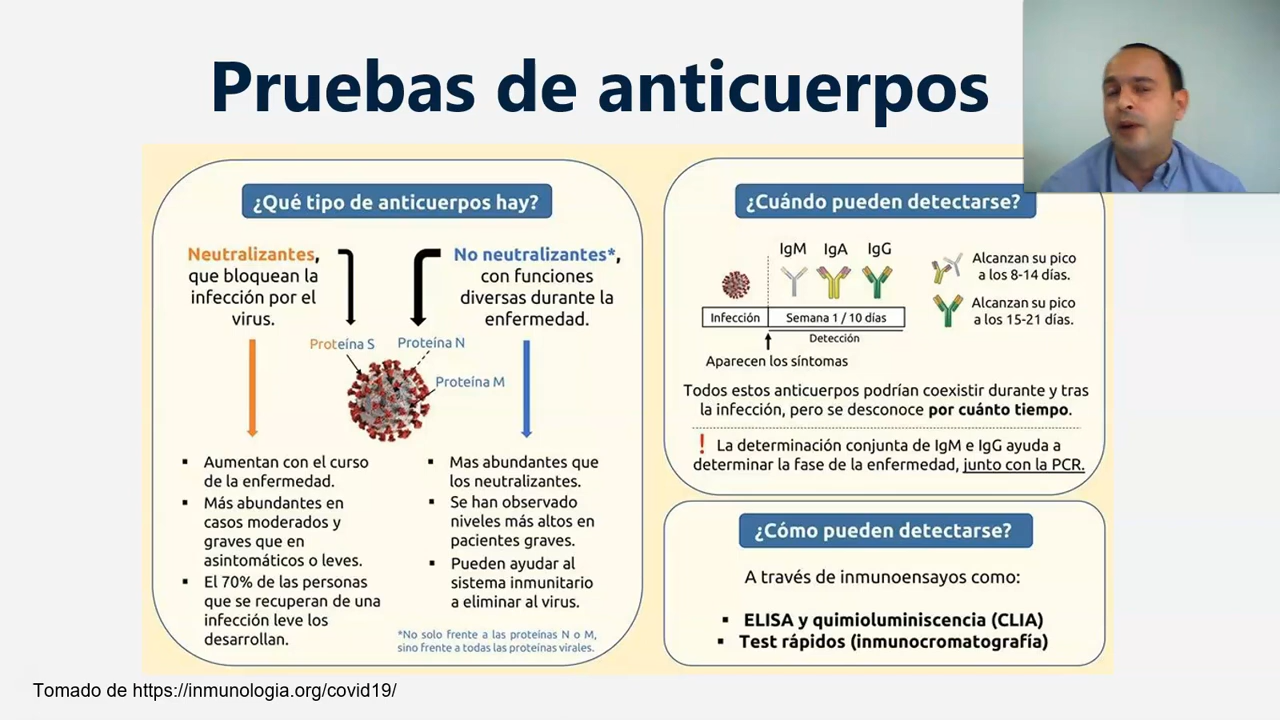 Pruebas de anticuerpos
¿Qué tipo de anticuerpos hay?
Neutralizantes,
que bloquean la
infección por el
virus.
No neutralizantes*,
con funciones
diversas durante la
enfermedad.
Proteína S
Proteína N
Proteína M
▪ Aumentan con el curso
de la enfermedad.
▪ Más abundantes en
casos moderados y
graves que en
asintomáticos o leves.
▪ El 70% de las personas
que se recuperan de una
infección leve los
desarrollan.
▪ Mas abundantes que
los neutralizantes.
▪ Se han observado
niveles más altos en
pacientes graves.
▪ Pueden ayudar al
sistema inmunitario
a eliminar al virus.
*No solo frente a las proteínas N o M,
sino frente a todas las proteínas virales.
¿Cuándo pueden detectarse?
IgM IgA IgG
Infección
Semana 1 / 10 días
Detección
Aparecen los síntomas
Alcanzan su pico
a los 8-14 días.
Alcanzan su pico
a los 15-21 días.
Todos estos anticuerpos podrían coexistir durante y tras
la infección, pero se desconoce por cuánto tiempo.
❗ La determinación conjunta de IgM e IgG ayuda a
determinar la fase de la enfermedad, junto con la PCR.
¿Cómo pueden detectarse?
A través de inmunoensayos como:
▪ ELISA y quimioluminiscencia (CLIA)
▪ Test rápidos (inmunocromatografía)
Tomado de https://inmunologia.org/covid19/